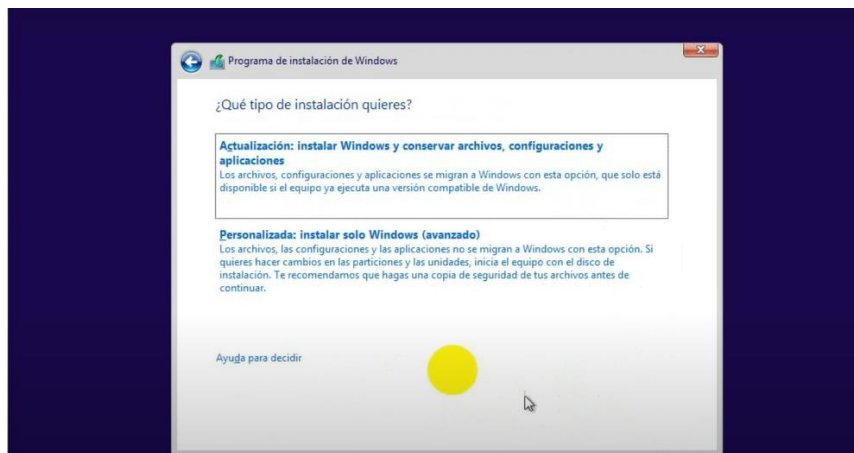 Programa de instalación de Windows
¿Qué tipo de instalación quieres?
Actualización: instalar Windows y conservar archivos, configuraciones y
aplicaciones
Los archivos, configuraciones y aplicaciones se migran a Windows con esta opción, que solo está
disponible si el equipo ya ejecuta una versión compatible de Windows.
Personalizada: instalar solo Windows (avanzado)
Los archivos, las configuraciones y las aplicaciones no se migran a Windows con esta opción. Si
quieres hacer cambios en las particiones y las unidades, inicia el equipo con el disco de
instalación. Te recomendamos que hagas una copia de seguridad de tus archivos antes de
continuar.
Ayuda para decidir